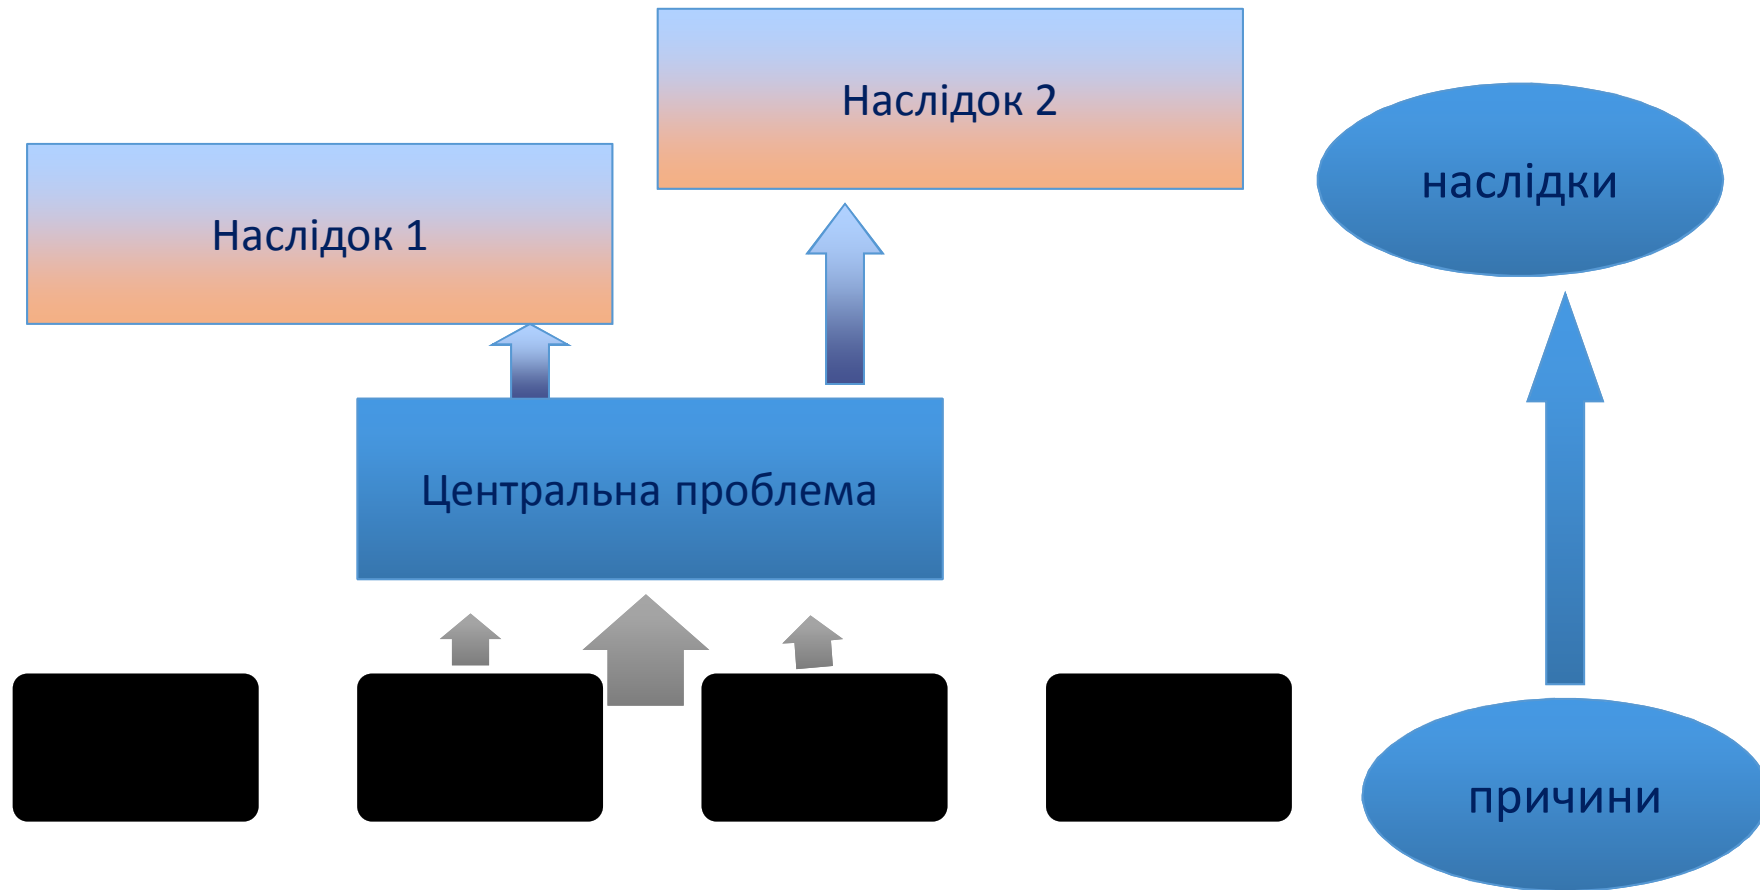 Наслідок 2
Наслідок 1
наслідки
Центральна проблема
причини